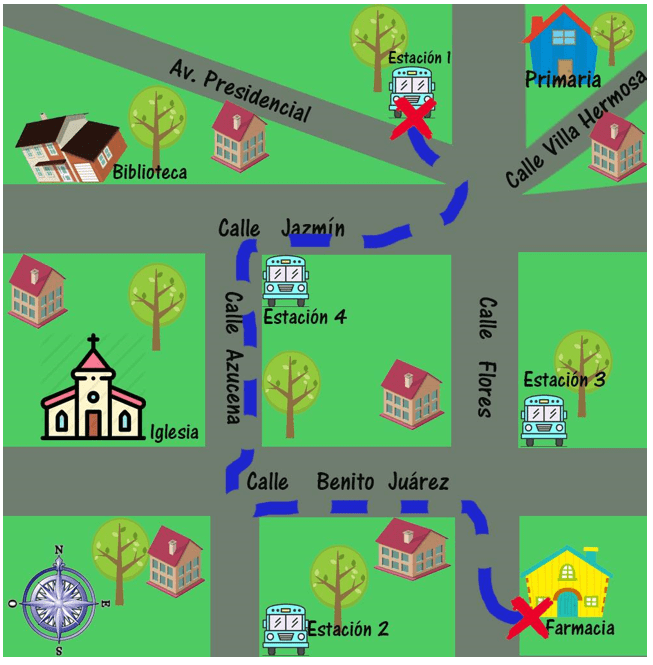 Estación 1
Av. Presidencial
Primaria
Calle Villa Hermosa
Biblioteca
Calle Jazmín
Estación 4
Calle Azucena
Calle Flores
Estación 3
Iglesia
Calle Benito Juárez
N
O
E
S
Estación 2
Farmacia